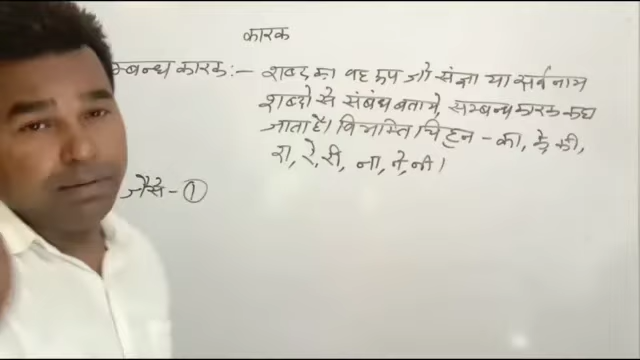 कारक
म्बन्ध कारक :- शब्द का वह रूप जो संज्ञा या सर्वनाम
शब्दो से संबंध बताये, सम्बन्ध कारक कहा
जाता है। विभक्ति चिह्न - का, के, की,
रा, रे, री, ना, ने, नी।
जैसे - ①